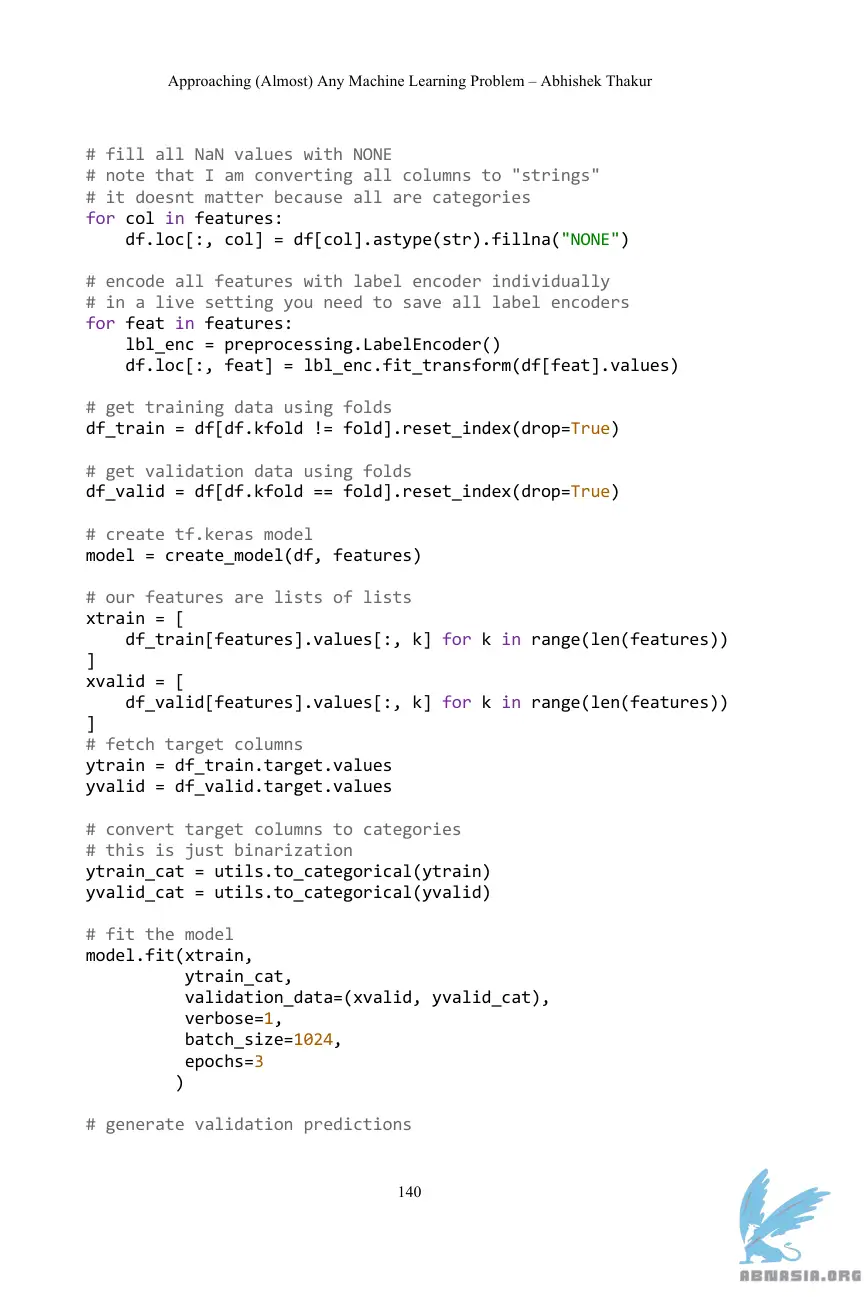 Approaching (Almost) Any Machine Learning Problem – Abhishek Thakur
# fill all NaN values with NONE
# note that I am converting all columns to "strings"
# it doesnt matter because all are categories
for col in features:
    df.loc[:, col] = df[col].astype(str).fillna("NONE")
# encode all features with label encoder individually
# in a live setting you need to save all label encoders
for feat in features:
    lbl_enc = preprocessing.LabelEncoder()
    df.loc[:, feat] = lbl_enc.fit_transform(df[feat].values)
# get training data using folds
df_train = df[df.kfold != fold].reset_index(drop=True)
# get validation data using folds
df_valid = df[df.kfold == fold].reset_index(drop=True)
# create tf.keras model
model = create_model(df, features)
# our features are lists of lists
xtrain = [
    df_train[features].values[:, k] for k in range(len(features))
]
xvalid = [
    df_valid[features].values[:, k] for k in range(len(features))
]
# fetch target columns
ytrain = df_train.target.values
yvalid = df_valid.target.values
# convert target columns to categories
# this is just binarization
ytrain_cat = utils.to_categorical(ytrain)
yvalid_cat = utils.to_categorical(yvalid)
# fit the model
model.fit(xtrain,
          ytrain_cat,
          validation_data=(xvalid, yvalid_cat),
          verbose=1,
          batch_size=1024,
          epochs=3
         )
# generate validation predictions
140
ABNASIA.ORG